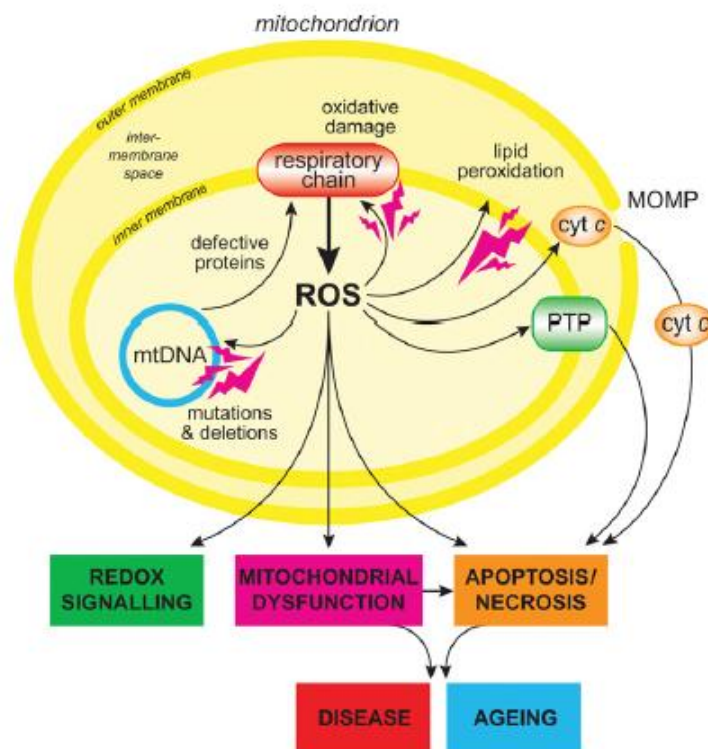 mitochondrion
outer membrane
inter-
membrane
space
inner membrane
oxidative
damage
respiratory
chain
lipid
peroxidation
MOMP
cyt c
cyt c
defective
proteins
ROS
PTP
mtDNA
mutations
& deletions
REDOX
SIGNALLING
MITOCHONDRIAL
DYSFUNCTION
APOPTOSIS/
NECROSIS
DISEASE
AGEING